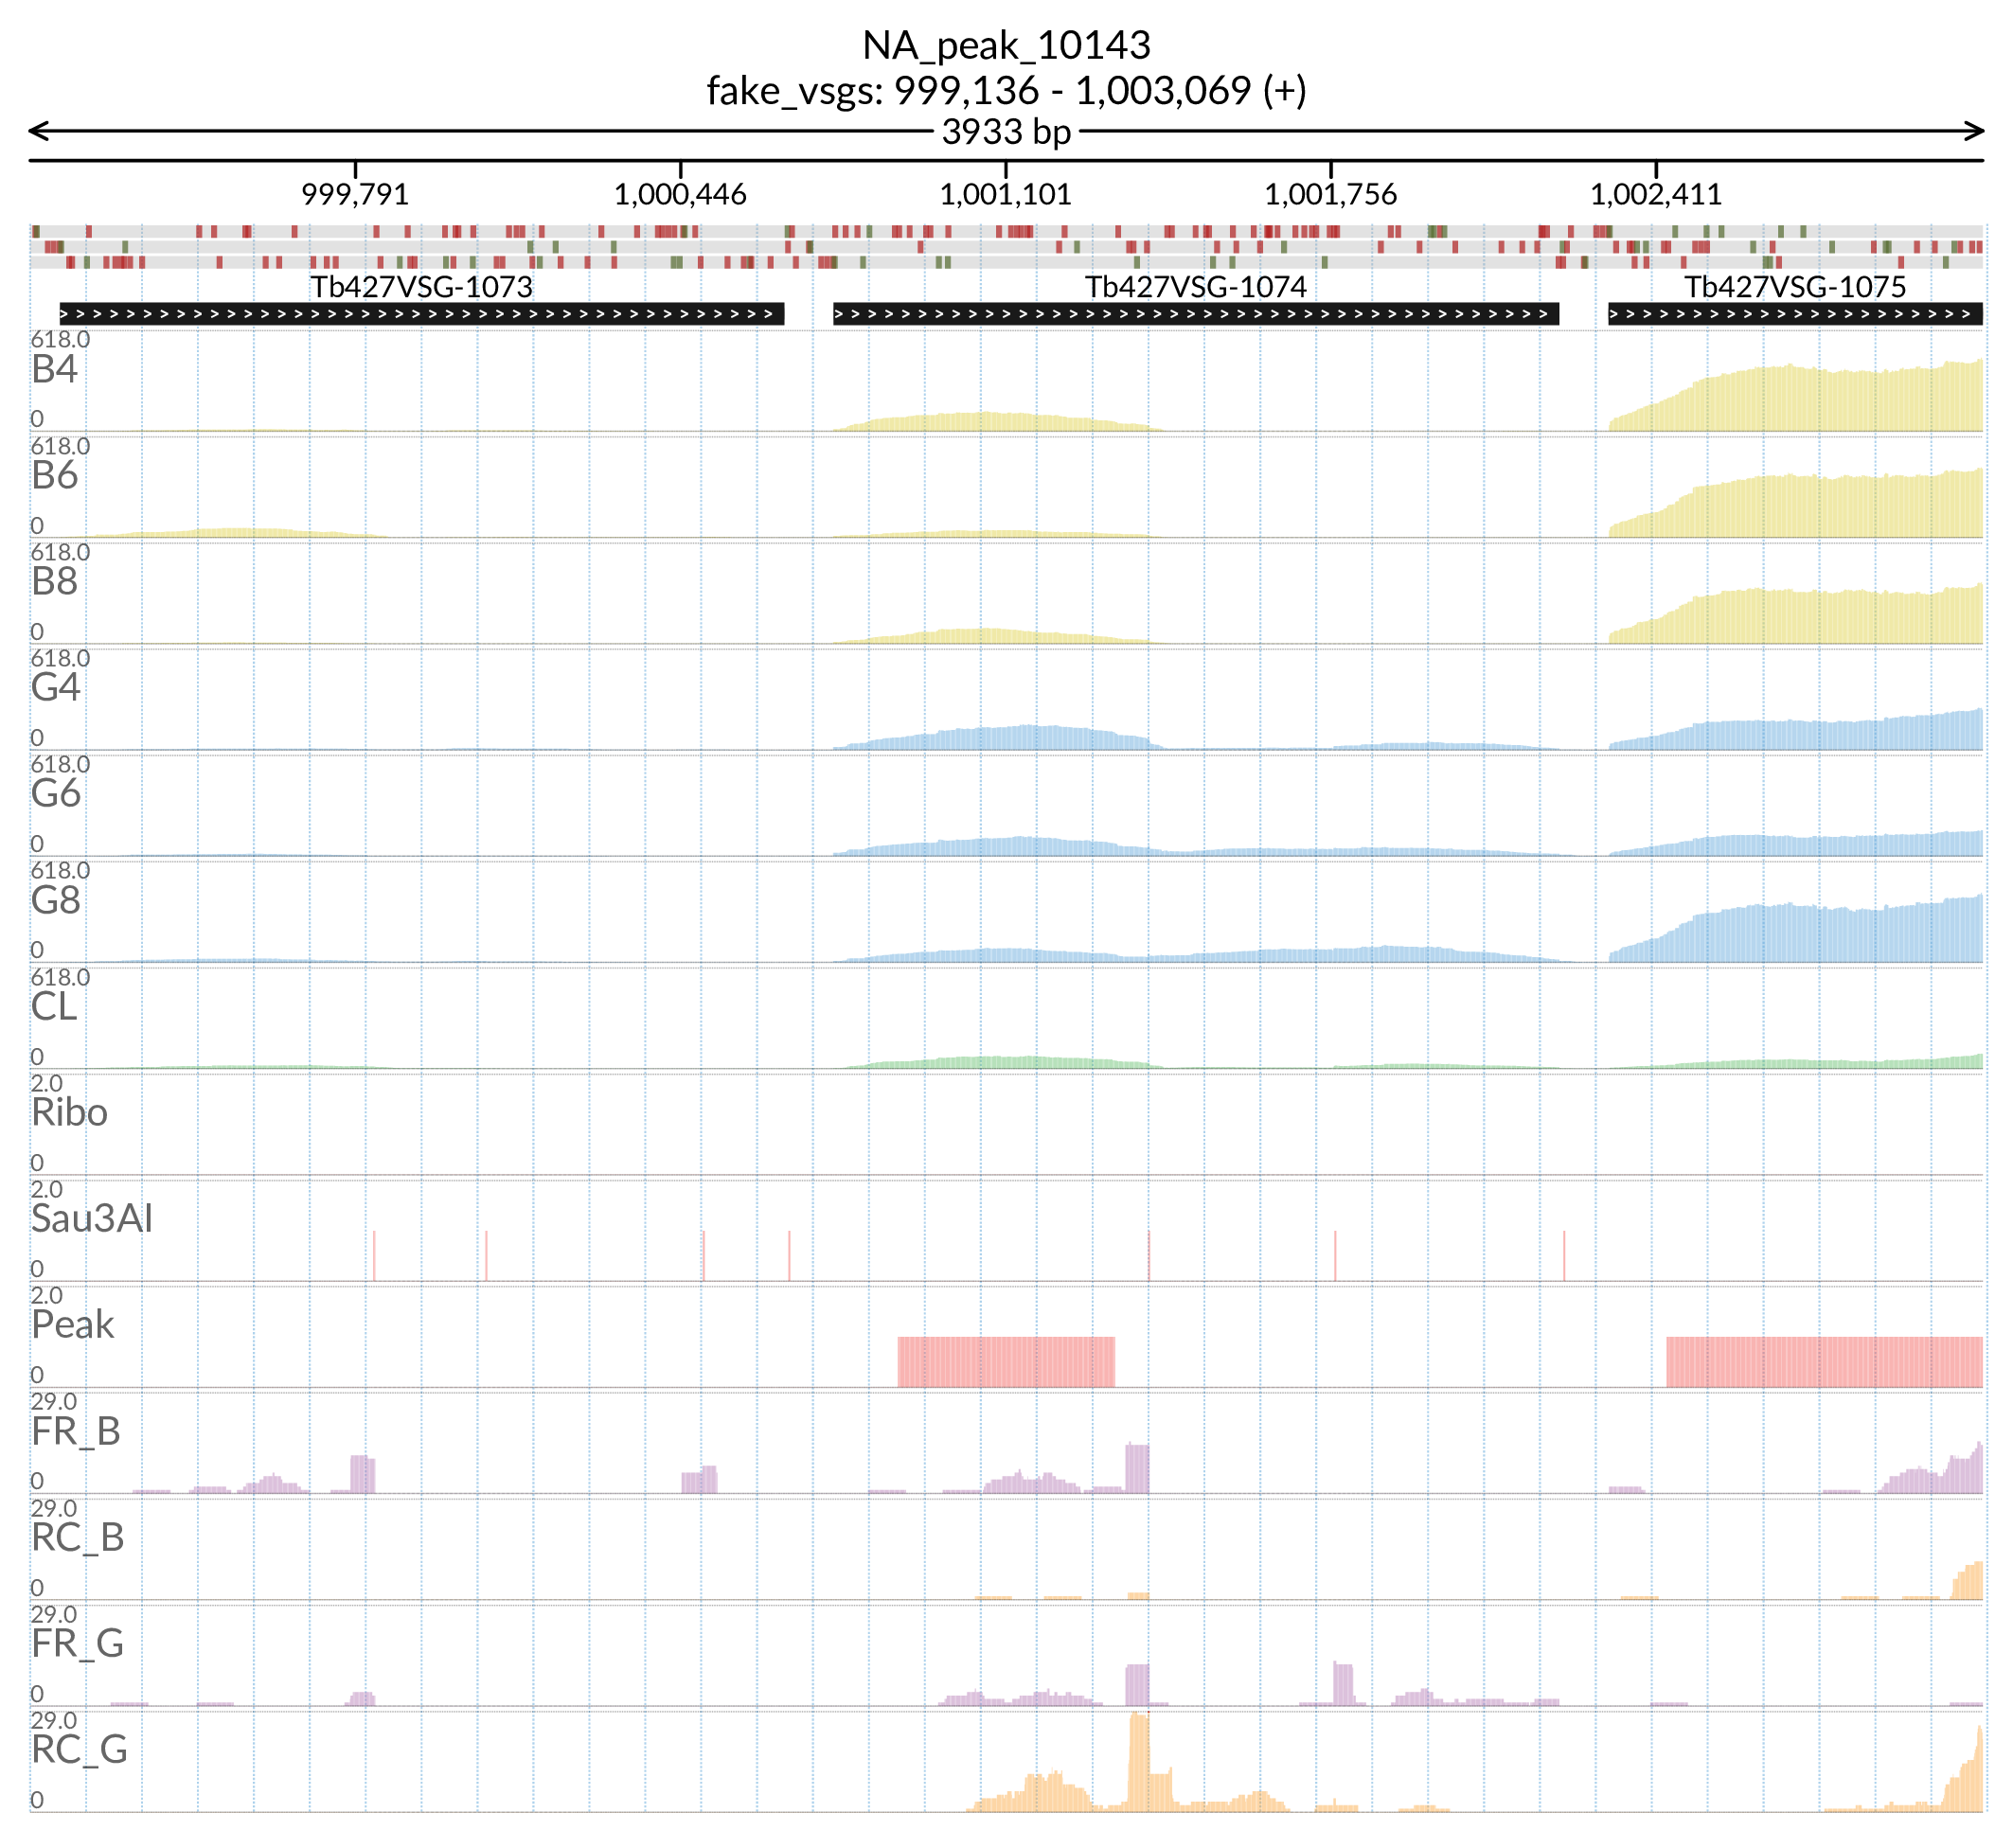 NA_peak_10143
fake_vsgs: 999,136 - 1,003,069 (+)
3933 bp
999,791 1,000,446 1,001,101 1,001,756 1,002,411
Tb427VSG-1073 Tb427VSG-1074 Tb427VSG-1075
618.0
B4
0
618.0
B6
0
618.0
B8
0
618.0
G4
0
618.0
G6
0
618.0
G8
0
618.0
CL
0
2.0
Ribo
0
2.0
Sau3AI
0
2.0
Peak
0
29.0
FR_B
0
29.0
RC_B
0
29.0
FR_G
0
29.0
RC_G
0